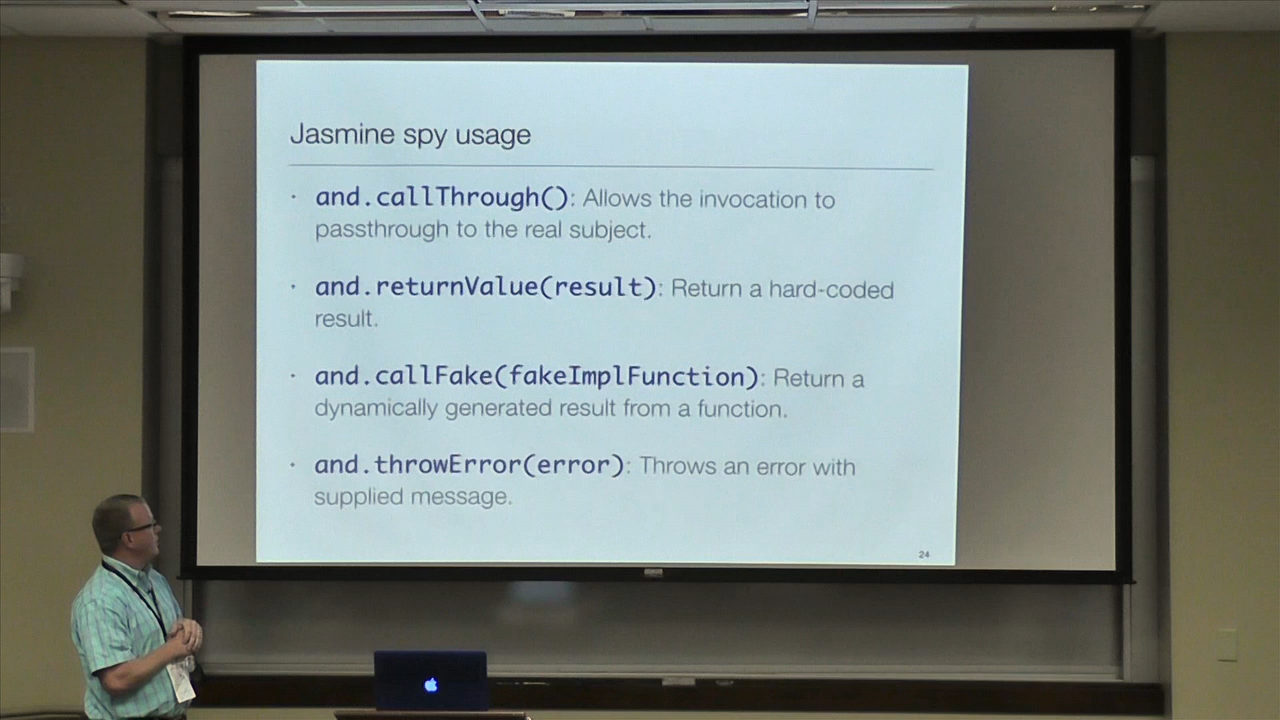 Jasmine spy usage
· and.callThrough(): Allows the invocation to
passthrough to the real subject.
· and.returnValue(result): Return a hard-coded
result.
· and.callFake(fakeImplFunction): Return a
dynamically generated result from a function.
· and.throwError(error): Throws an error with
supplied message.
24